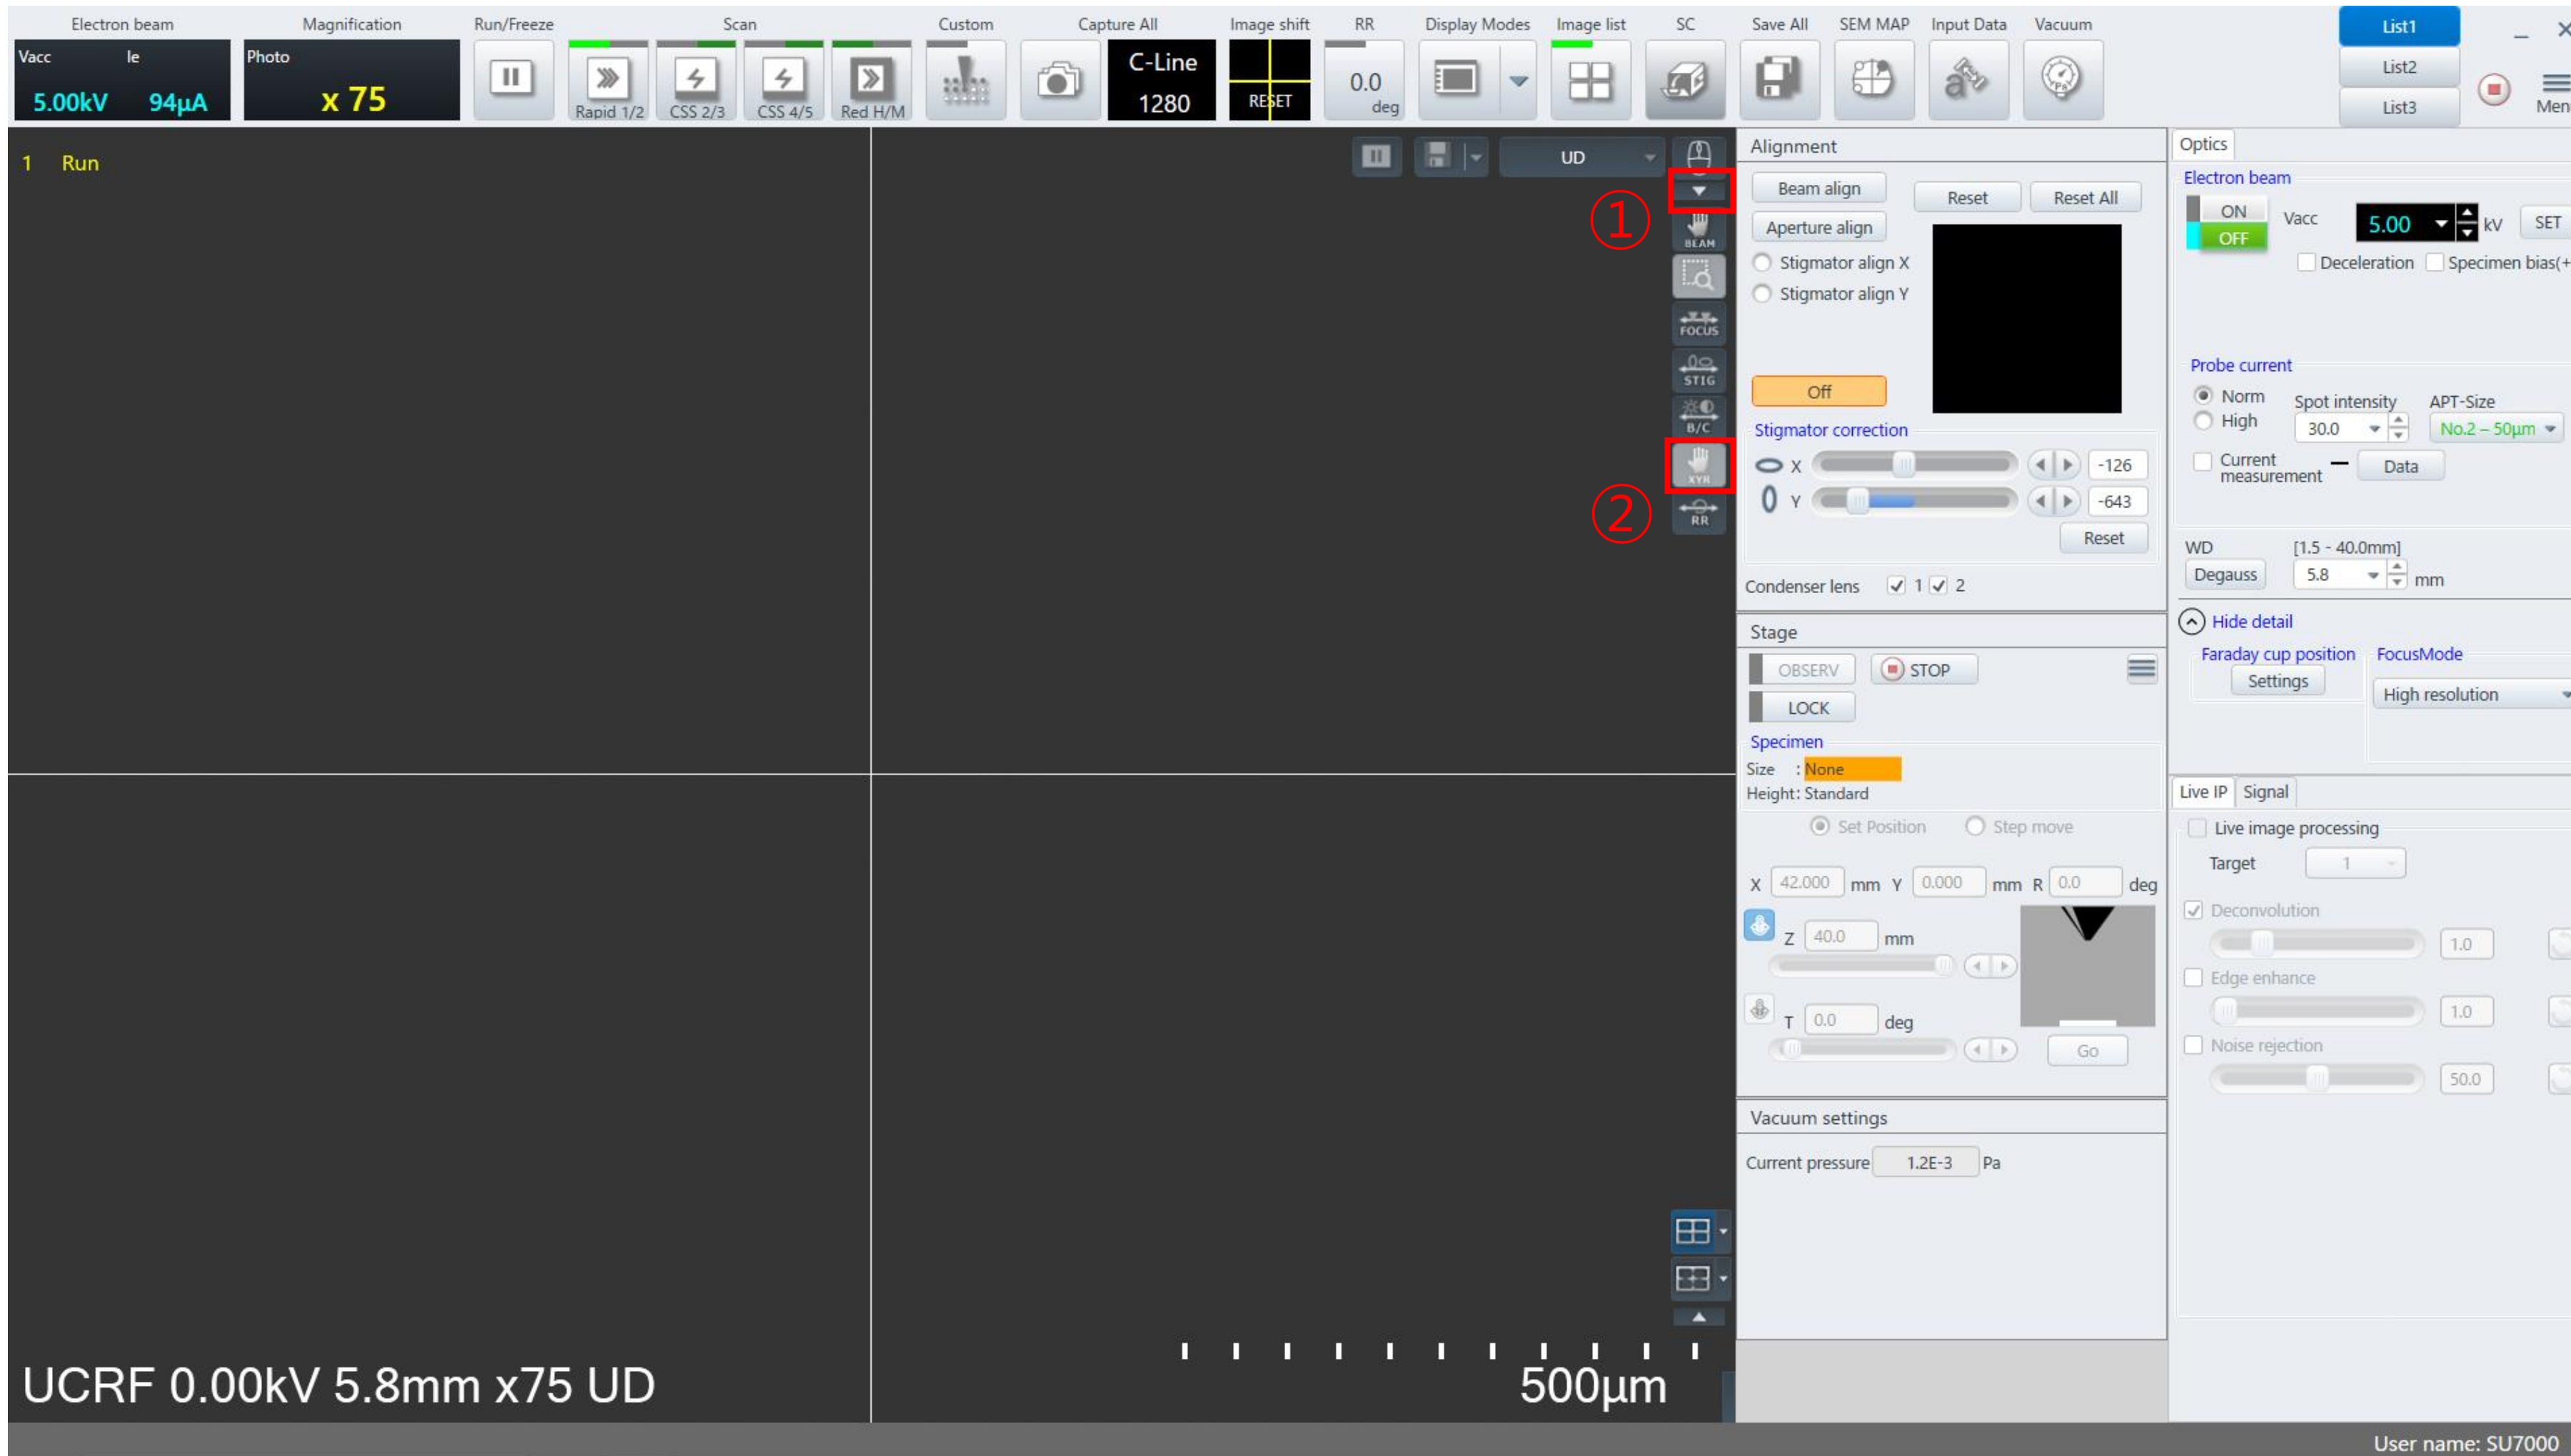 Electron beam
Magnification
Run/Freeze
Scan
Custom
Capture All
Image shift
RR
Display Modes
Image list
SC
Save All
SEM MAP
Input Data
Vacuum
Vacc Ie
5.00kV 94μA
Photo
x 75
Rapid 1/2
CSS 2/3
CSS 4/5
Red H/M
C-Line
1280
RESET
0.0
deg
List1
List2
List3
Men
1 Run
UD
①
BEAM
FOCUS
STIG
B/C
XYR
②
RR
UCRF 0.00kV 5.8mm x75 UD
500μm
Alignment
Beam align
Reset
Reset All
Aperture align
Stigmator align X
Stigmator align Y
Off
Stigmator correction
X -126
Y -643
Reset
Condenser lens 1 2
Stage
OBSERV
STOP
LOCK
Specimen
Size : None
Height: Standard
Set Position
Step move
X 42.000 mm Y 0.000 mm R 0.0 deg
Z 40.0 mm
T 0.0 deg
Go
Vacuum settings
Current pressure 1.2E-3 Pa
Optics
Electron beam
ON
OFF
Vacc 5.00 kV SET
Deceleration
Specimen bias(+
Probe current
Norm
High
Spot intensity
30.0
APT-Size
No.2 – 50μm
Current
measurement
Data
WD [1.5 - 40.0mm]
Degauss 5.8 mm
Hide detail
Faraday cup position
Settings
FocusMode
High resolution
Live IP
Signal
Live image processing
Target 1
Deconvolution
1.0
Edge enhance
1.0
Noise rejection
50.0
User name: SU7000